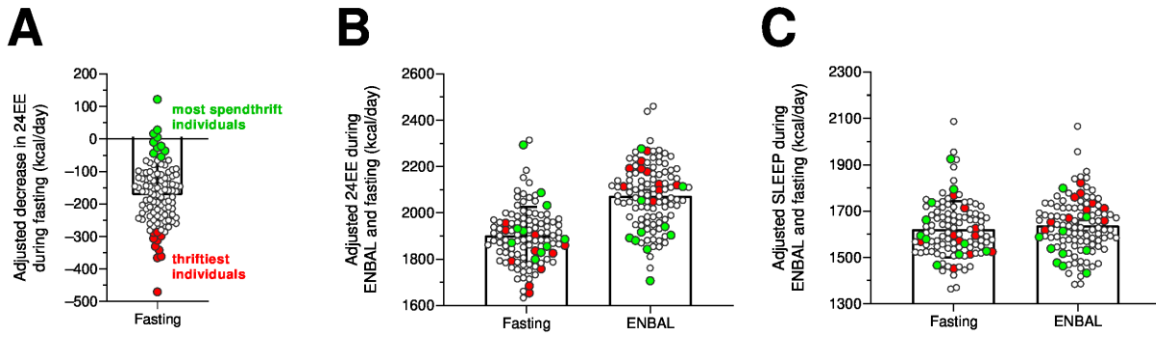 A
B
C
Adjusted decrease in 24EE
during fasting (kcal/day)
200
100
0
−100
−200
−300
−400
−500
most spendthrift
individuals
thriftiest
individuals
Fasting
Adjusted 24EE during
ENBAL and fasting (kcal/day)
2600
2400
2200
2000
1800
1600
Fasting
ENBAL
Adjusted SLEEP during
ENBAL and fasting (kcal/day)
2300
2100
1900
1700
1500
1300
Fasting
ENBAL